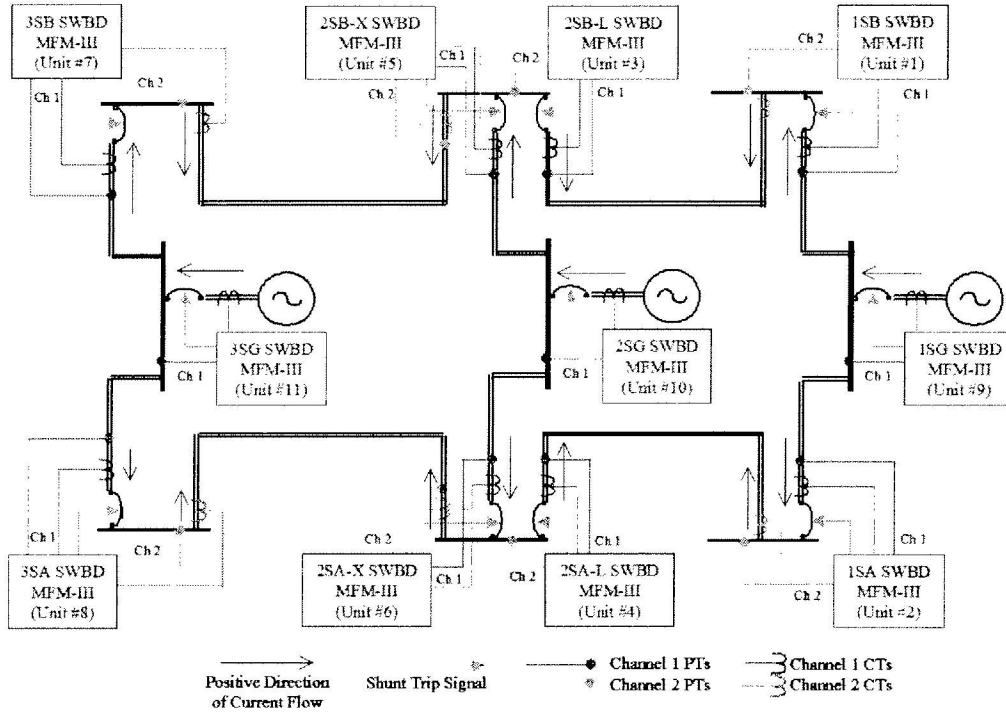 3SB SWBD
MFM-III
(Unit #7)
2SB-X SWBD
MFM-III
(Unit #5)
2SB-L SWBD
MFM-III
(Unit #3)
1SB SWBD
MFM-III
(Unit #1)
Ch 1
Ch 2
Ch 1
Ch 2
Ch 2
Ch 1
Ch 2
Ch 1
3SG SWBD
MFM-III
(Unit #11)
Ch 1
2SG SWBD
MFM-III
(Unit #10)
Ch 1
1SG SWBD
MFM-III
(Unit #9)
Ch 1
Ch 1
Ch 2
Ch 2
Ch 1
Ch 2
Ch 1
Ch 2
Ch 1
3SA SWBD
MFM-III
(Unit #8)
2SA-X SWBD
MFM-III
(Unit #6)
2SA-L SWBD
MFM-III
(Unit #4)
1SA SWBD
MFM-III
(Unit #2)
Positive Direction
of Current Flow
Shunt Trip Signal
Channel 1 PTs
Channel 2 PTs
Channel 1 CTs
Channel 2 CTs